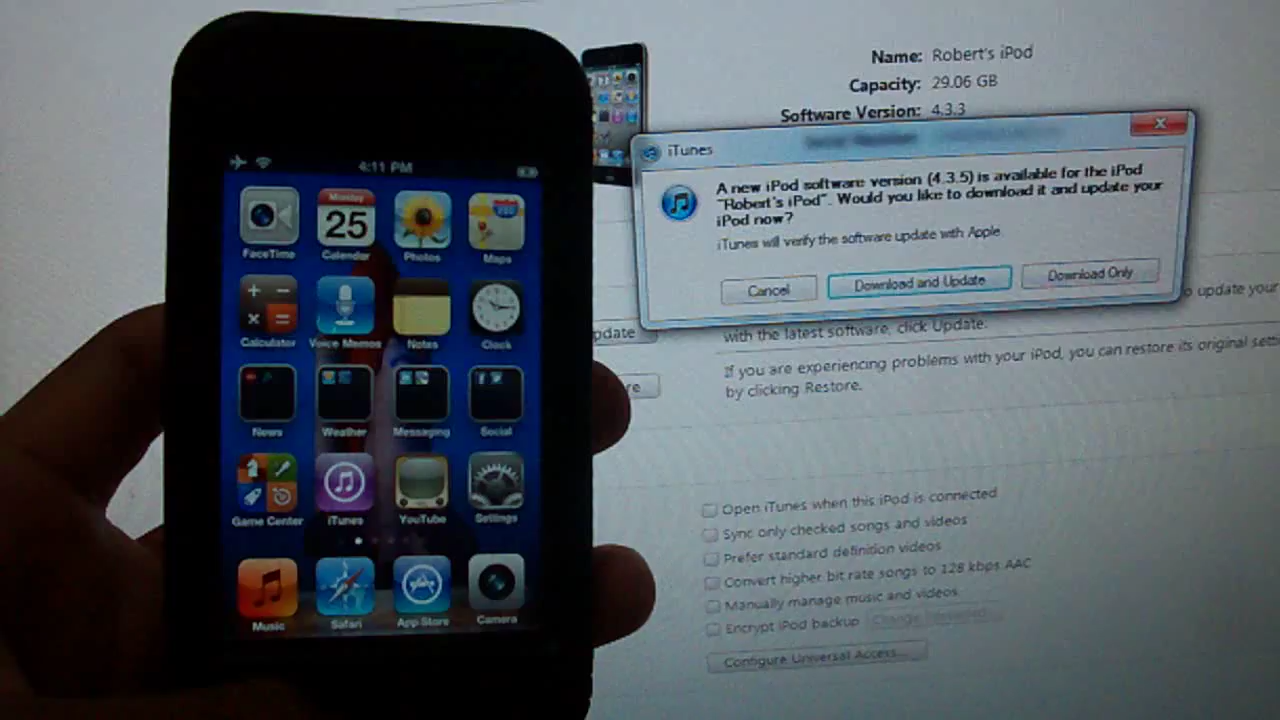 4:11 PM
Monday
25
FaceTime Calendar Photos Maps
280
Calculator Voice Memos Notes Clock
News Weather Messaging Social
Game Center iTunes YouTube Settings
Music Safari App Store Camera
Name: Robert's iPod
Capacity: 29.06 GB
Software Version: 4.3.3
iTunes
A new iPod software version (4.3.5) is available for the iPod
"Robert's iPod". Would you like to download it and update your
iPod now?
iTunes will verify the software update with Apple.
Cancel Download and Update Download Only
to update your
pdate
with the latest software, click Update.
If you are experiencing problems with your iPod, you can restore its original setti
re
by clicking Restore.
Open iTunes when this iPod is connected
Sync only checked songs and videos
Prefer standard definition videos
Convert higher bit rate songs to 128 kbps AAC
Manually manage music and videos
Encrypt iPod backup
Configure Universal Access...